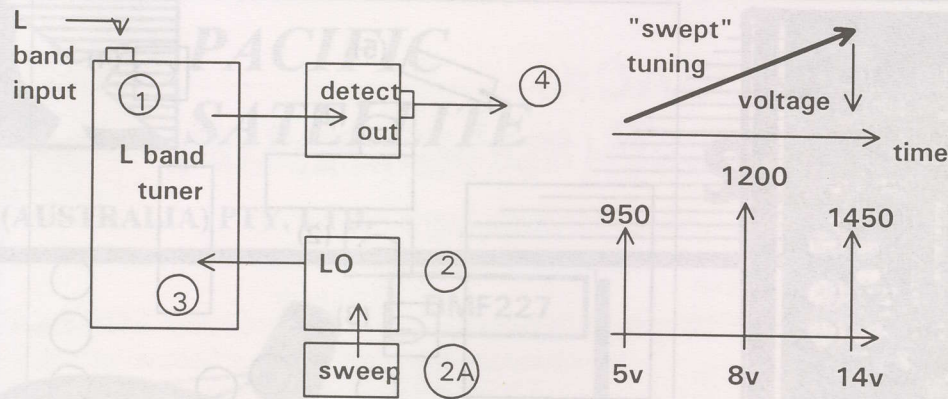 L
band
input
1
L band
tuner
3
detect
out
4
LO
2
sweep
2A
"swept"
tuning
voltage
time
950
1200
1450
5v
8v
14v
PACIFIC
SATELLITE
(AUSTRALIA) PTY. LTD.
DMF227